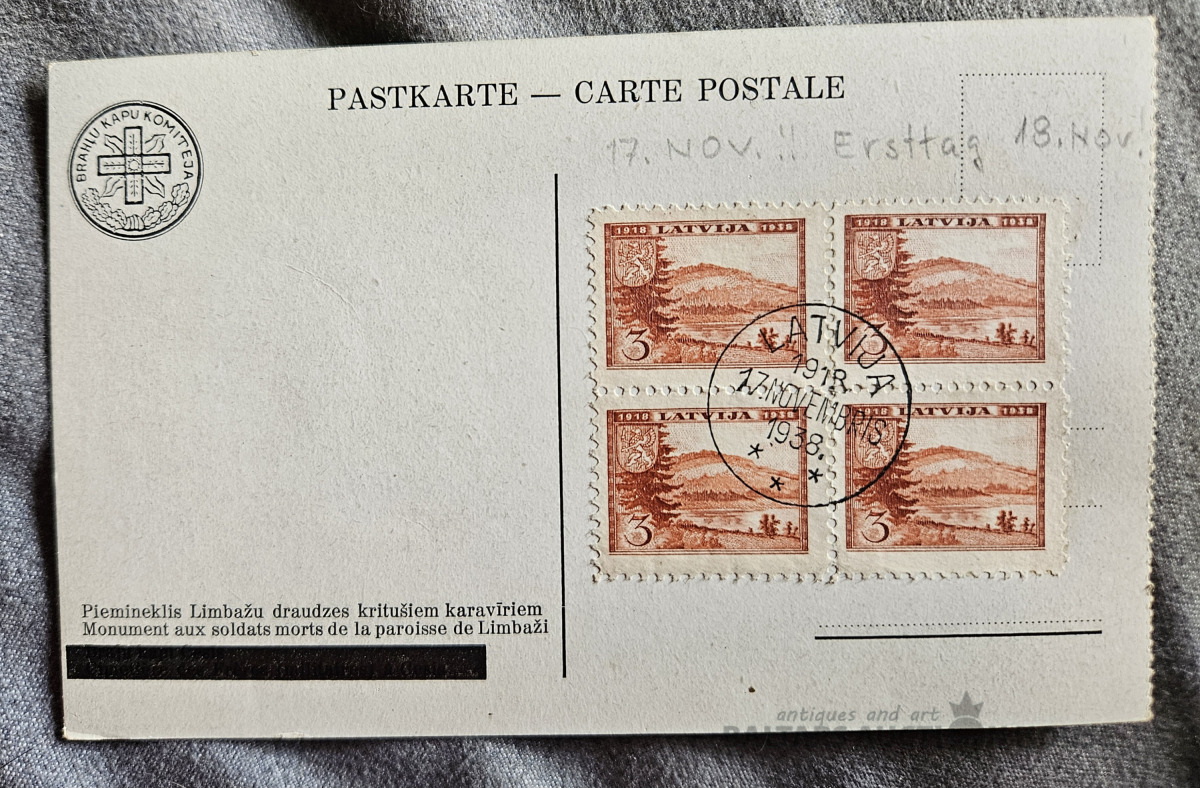 PASTKARTE — CARTE POSTALE
BRĀĻU KAPU KOMITEJA
17. NOV. !! Ersttag 18. Nov!
1918 LATVIJA 1938
3
1918 LATVIJA 1938
3
1918 LATVIJA 1938
3
1918 LATVIJA 1938
3
LATVIJA
1918.
17.NOVEMBRIS
1938.
* * *
Piemineklis Limbažu draudzes kritušiem karavīriem
Monument aux soldats morts de la paroisse de Limbaži
antiques and art